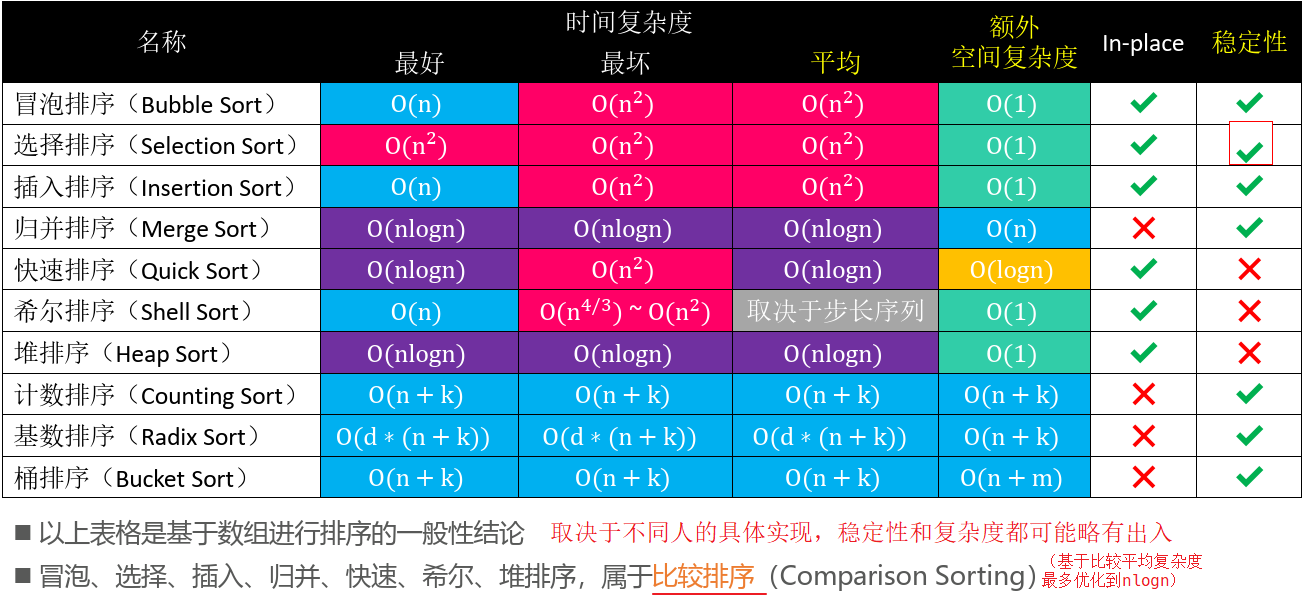 名称 时间复杂度 额外空间复杂度 In-place 稳定性
最好 最坏 平均
冒泡排序（Bubble Sort） O(n) O(n²) O(n²) O(1) ✔ ✔
选择排序（Selection Sort） O(n²) O(n²) O(n²) O(1) ✔ ✔
插入排序（Insertion Sort） O(n) O(n²) O(n²) O(1) ✔ ✔
归并排序（Merge Sort） O(nlogn) O(nlogn) O(nlogn) O(n) ✘ ✔
快速排序（Quick Sort） O(nlogn) O(n²) O(nlogn) O(logn) ✔ ✘
希尔排序（Shell Sort） O(n) O(n^4/3) ~ O(n²) 取决于步长序列 O(1) ✔ ✘
堆排序（Heap Sort） O(nlogn) O(nlogn) O(nlogn) O(1) ✔ ✘
计数排序（Counting Sort） O(n + k) O(n + k) O(n + k) O(n + k) ✘ ✔
基数排序（Radix Sort） O(d ∗ (n + k)) O(d ∗ (n + k)) O(d ∗ (n + k)) O(n + k) ✘ ✔
桶排序（Bucket Sort） O(n + k) O(n + k) O(n + k) O(n + m) ✘ ✔
■ 以上表格是基于数组进行排序的一般性结论 取决于不同人的具体实现，稳定性和复杂度都可能略有出入
■ 冒泡、选择、插入、归并、快速、希尔、堆排序，属于比较排序（Comparison Sorting）
（基于比较平均复杂度
最多优化到nlogn）